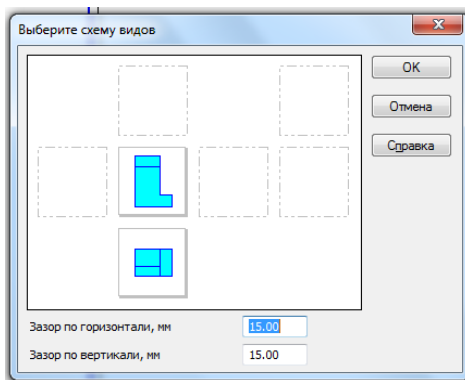 Выберите схему видов
OK
Отмена
Справка
Зазор по горизонтали, мм 15.00
Зазор по вертикали, мм 15.00